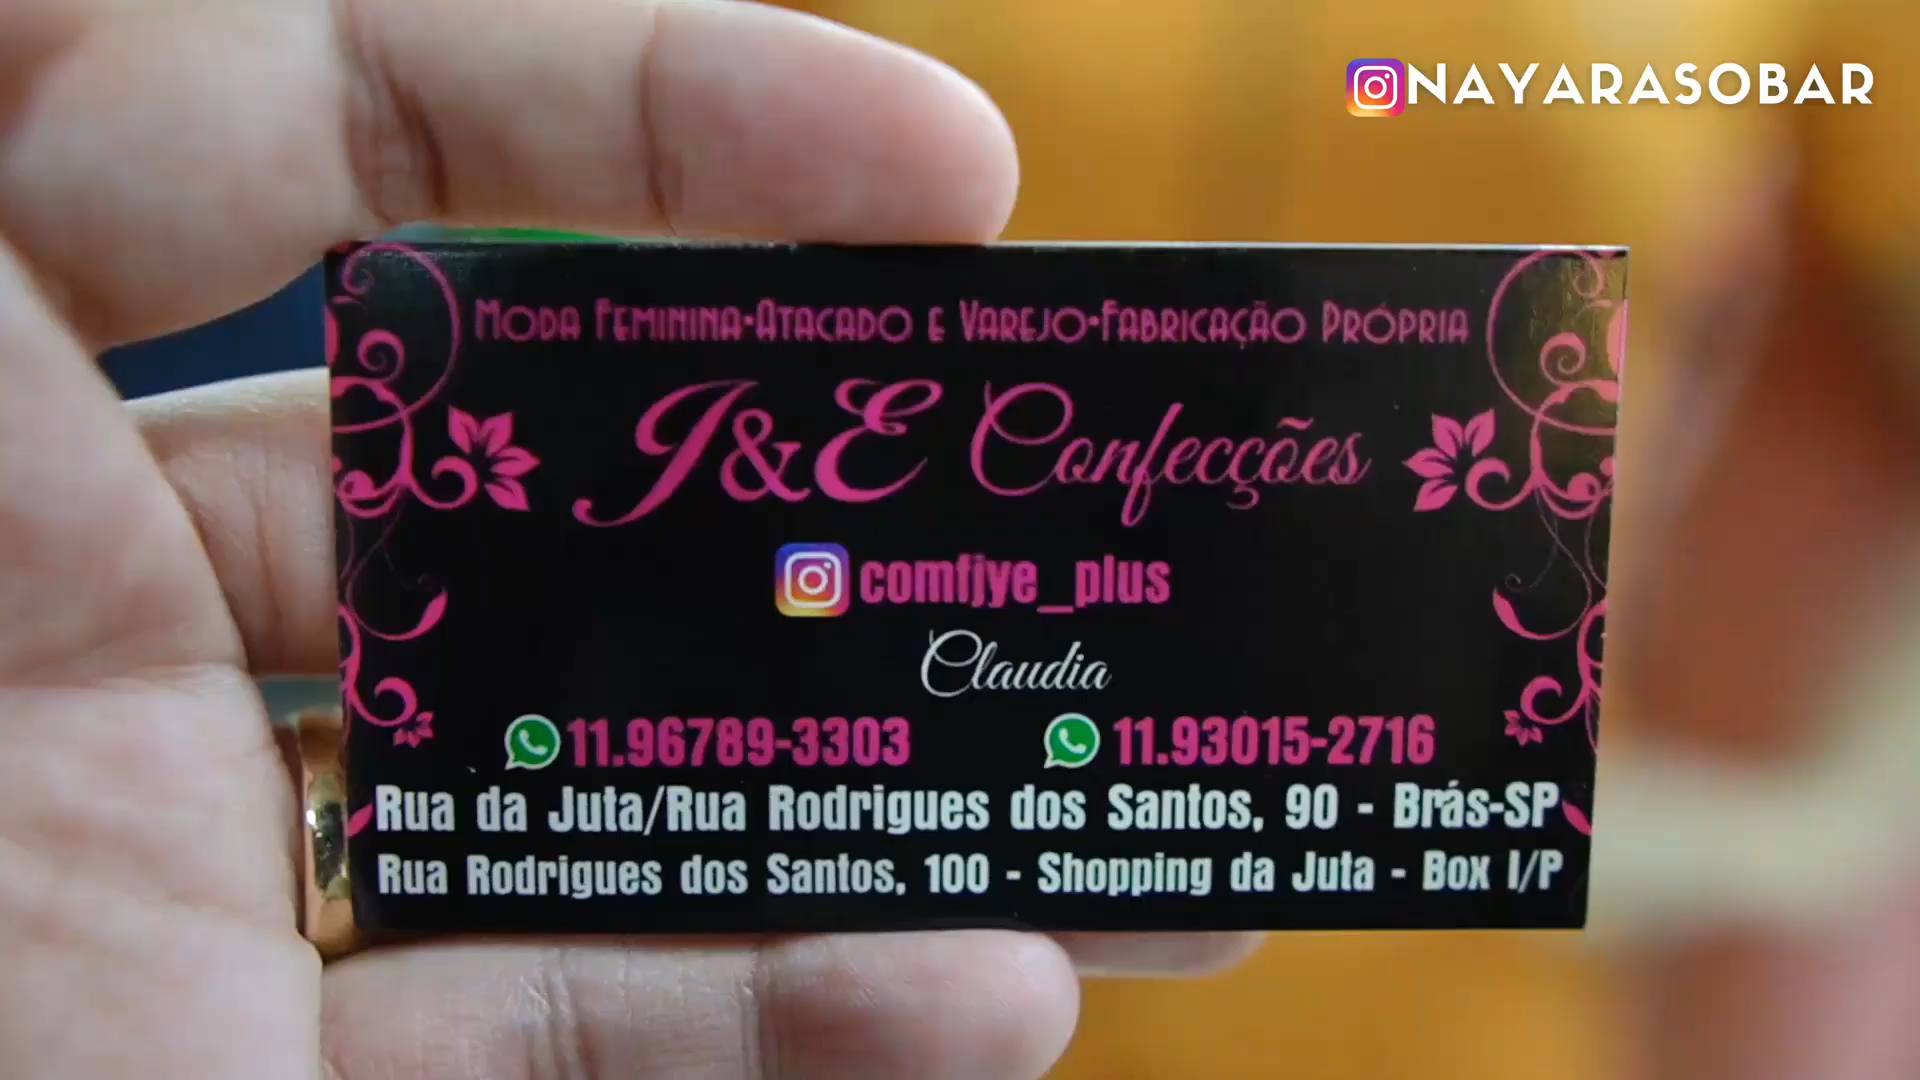 NAYARASOBAR
Moda Feminina•Atacado e Varejo•Fabricação Própria
J&E Confecções
comfjye_plus
Claudia
11.96789-3303
11.93015-2716
Rua da Juta/Rua Rodrigues dos Santos, 90 - Brás-SP
Rua Rodrigues dos Santos, 100 - Shopping da Juta - Box I/P